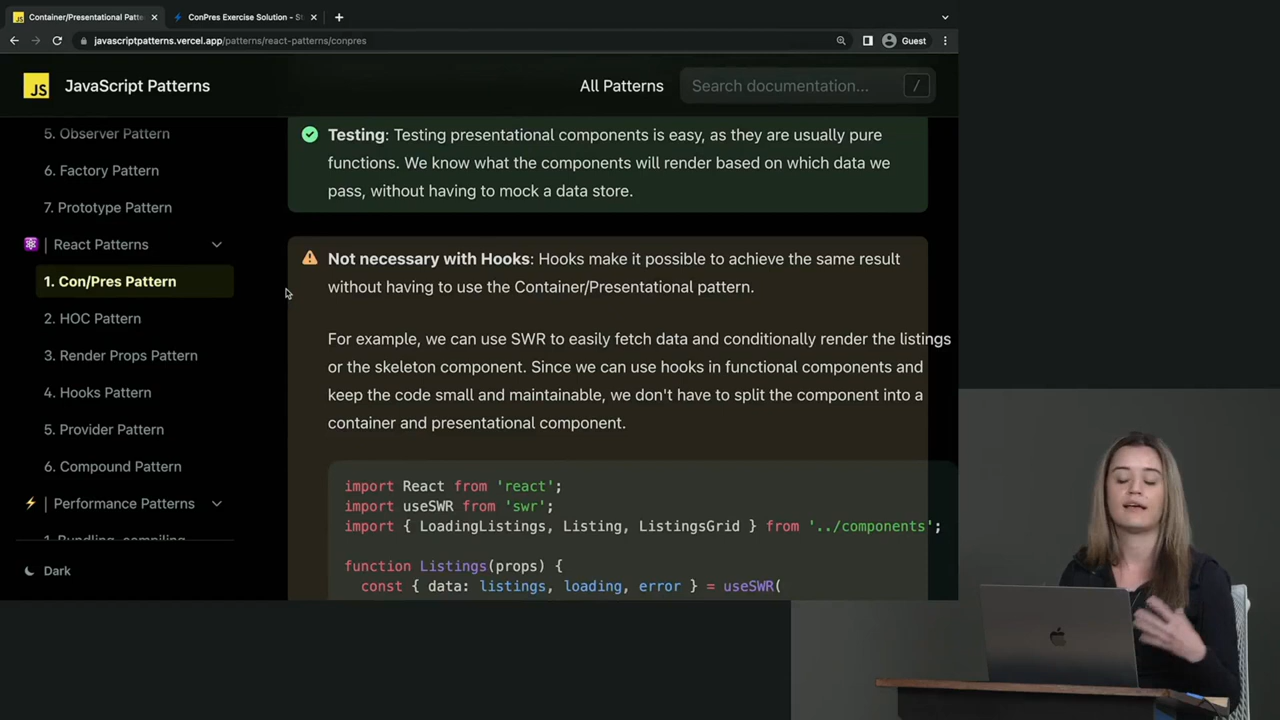 Container/Presentational Patte
ConPres Exercise Solution - St
javascriptpatterns.vercel.app/patterns/react-patterns/conpres
Guest
JS
JavaScript Patterns
All Patterns
Search documentation...
/
5. Observer Pattern
6. Factory Pattern
7. Prototype Pattern
React Patterns
1. Con/Pres Pattern
2. HOC Pattern
3. Render Props Pattern
4. Hooks Pattern
5. Provider Pattern
6. Compound Pattern
Performance Patterns
1. Bundling, compiling,
Dark
Testing: Testing presentational components is easy, as they are usually pure
functions. We know what the components will render based on which data we
pass, without having to mock a data store.
Not necessary with Hooks: Hooks make it possible to achieve the same result
without having to use the Container/Presentational pattern.
For example, we can use SWR to easily fetch data and conditionally render the listings
or the skeleton component. Since we can use hooks in functional components and
keep the code small and maintainable, we don't have to split the component into a
container and presentational component.
import React from 'react';
import useSWR from 'swr';
import { LoadingListings, Listing, ListingsGrid } from '../components';
function Listings(props) {
const { data: listings, loading, error } = useSWR(